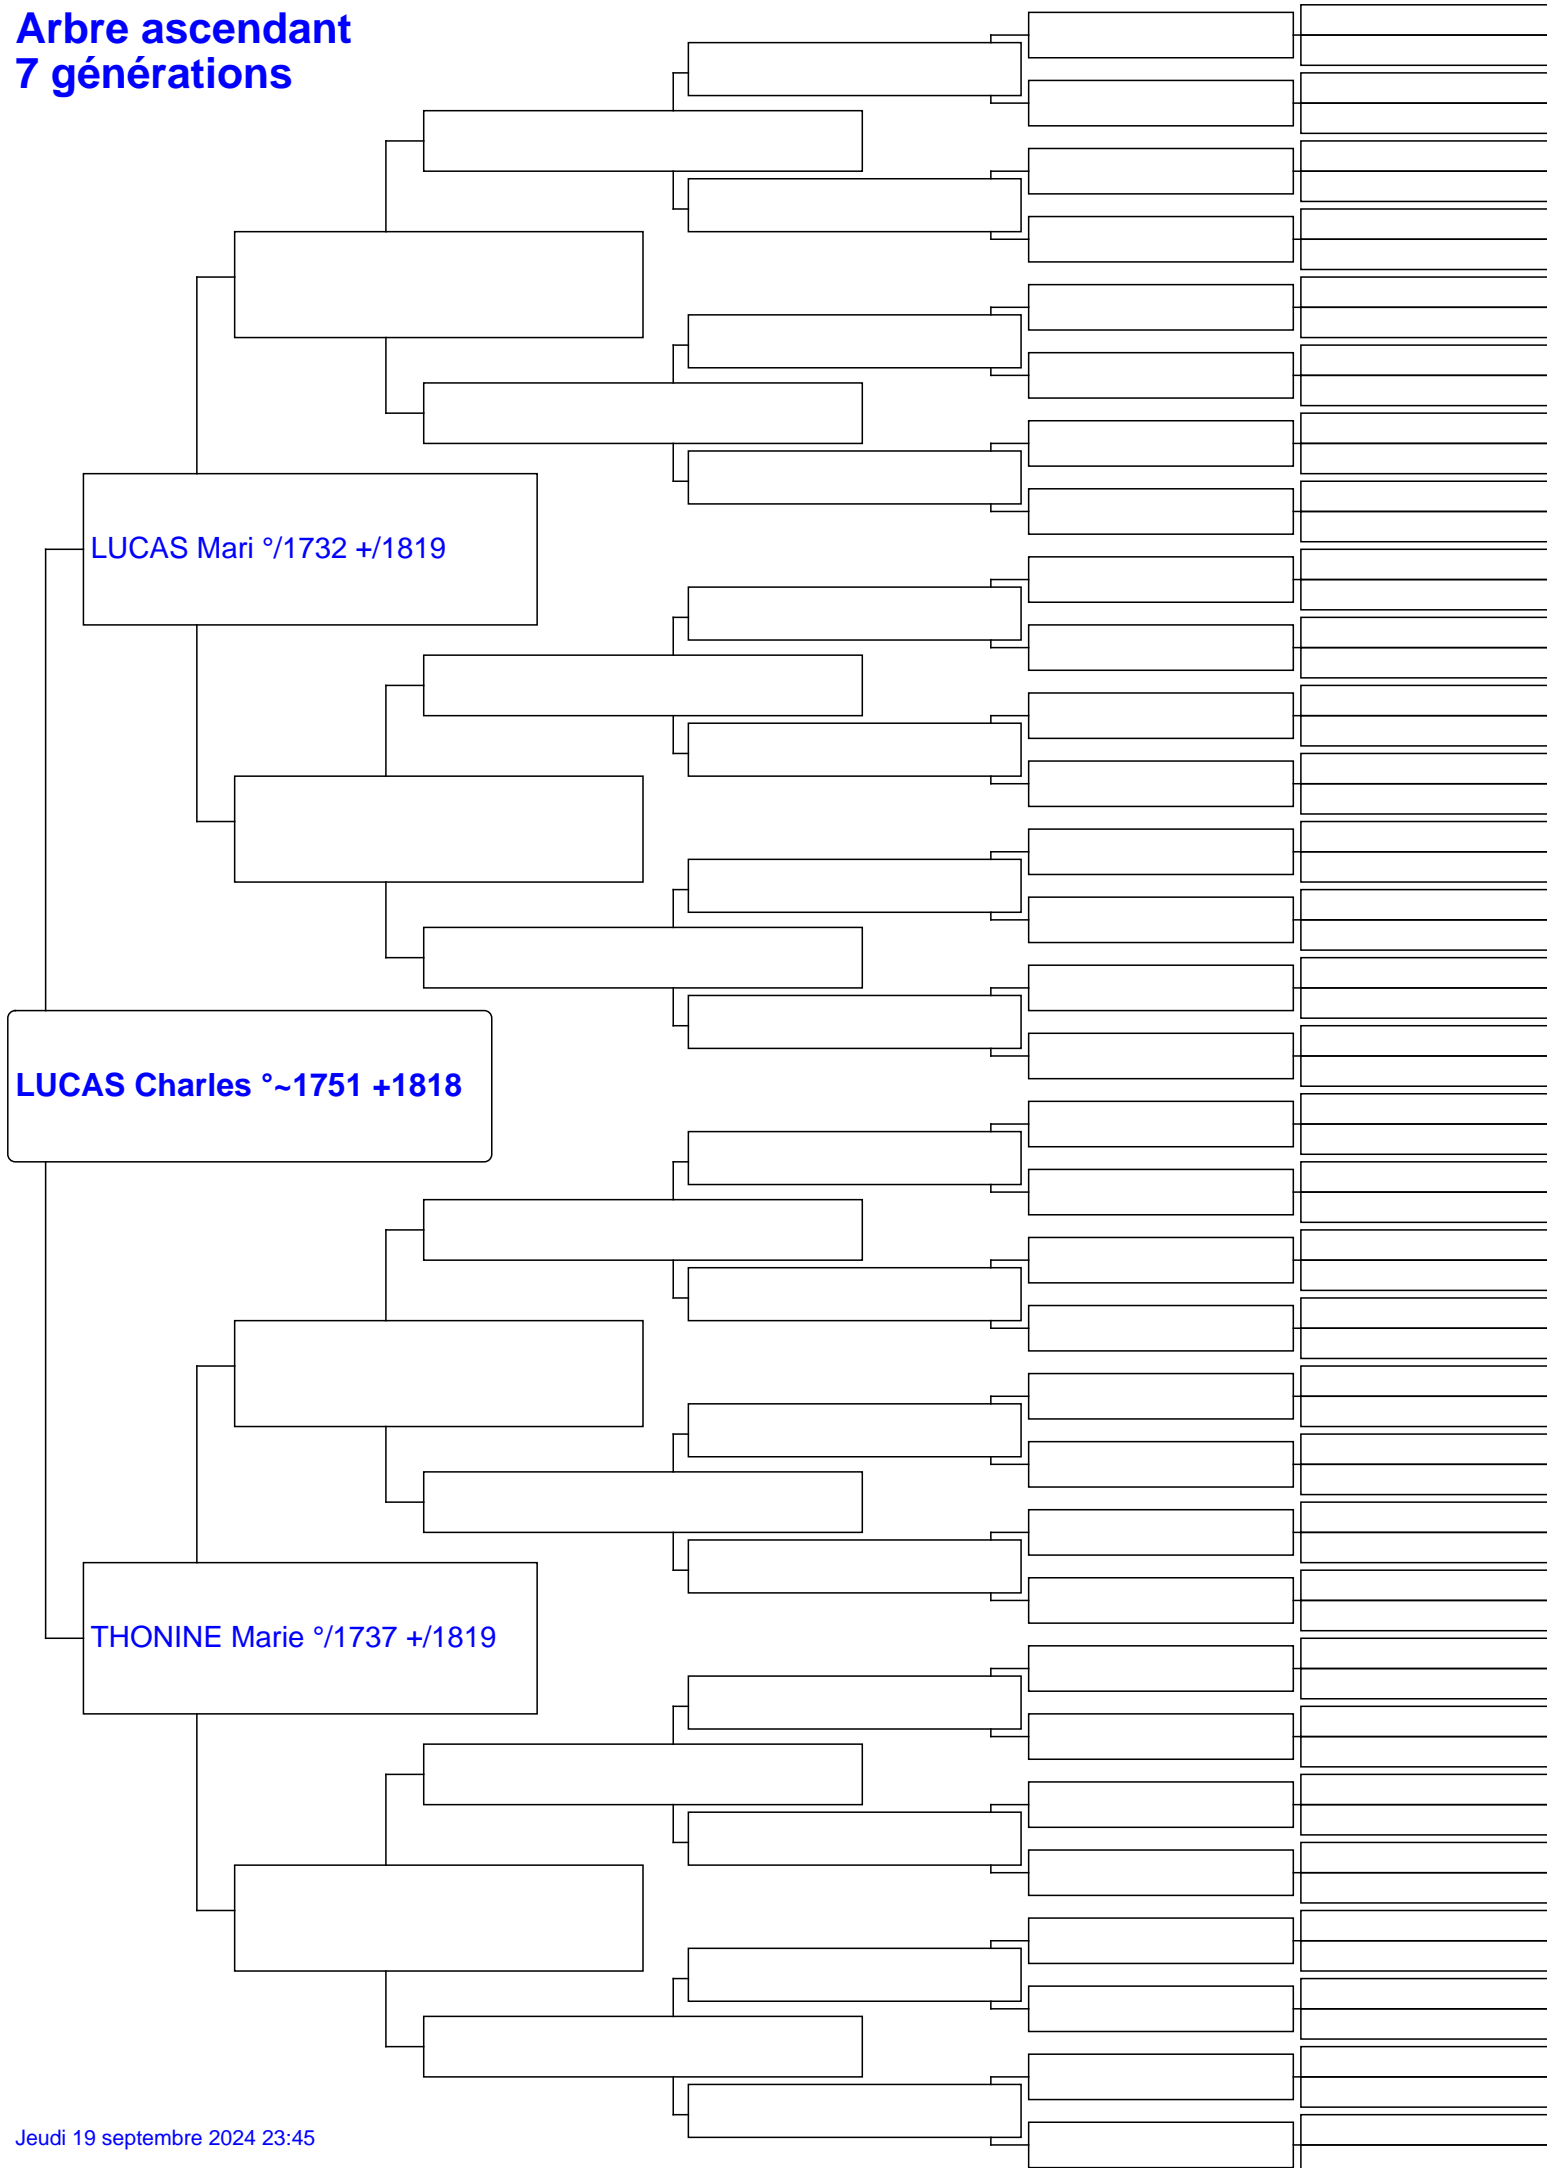 Arbre ascendant
7 générations
LUCAS Mari °/1732 +/1819
LUCAS Charles °~1751 +1818
THONINE Marie °/1737 +/1819
Jeudi 19 septembre 2024 23:45